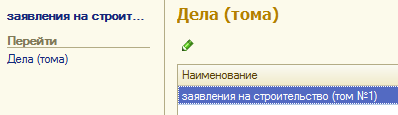 заявления на строит...
Перейти
Дела (тома)
Дела (тома)
Наименование
заявления на строительство (том №1)